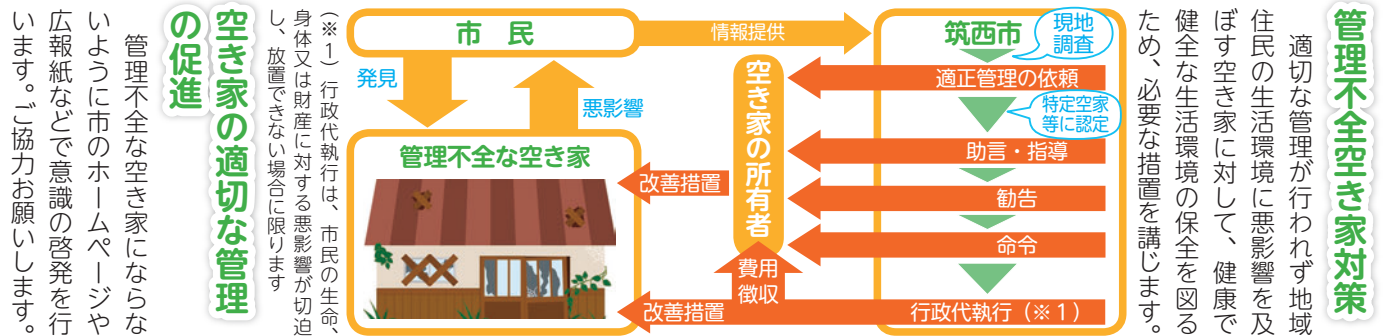 管理不全空き家対策
適切な管理が行われず地域
住民の生活環境に悪影響を及
ぼす空き家に対して、健康で
健全な生活環境の保全を図る
ため、必要な措置を講じます。
市 民
情報提供
筑西市
現地
調査
発見
悪影響
適正管理の依頼
特定空家
等に認定
助言・指導
勧告
命令
行政代執行（※１）
空き家の所有者
費用
徴収
改善措置
改善措置
管理不全な空き家
（※１）行政代執行は、市民の生命、
身体又は財産に対する悪影響が切迫
し、放置できない場合に限ります
空き家の適切な管理
の促進
管理不全な空き家にならな
いように市のホームページや
広報紙などで意識の啓発を行
います。ご協力お願いします。